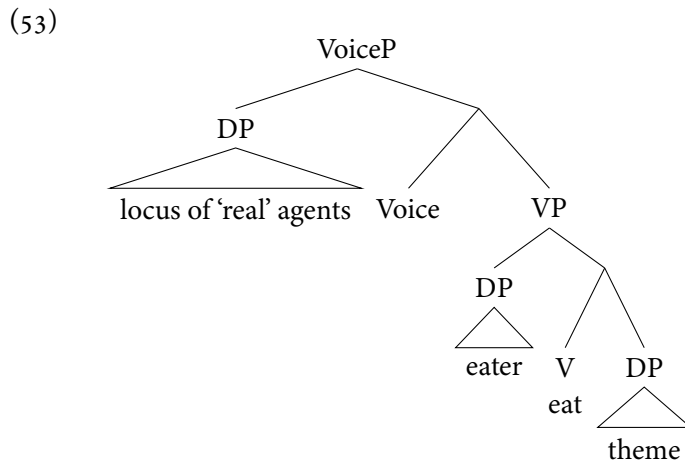 (53)
VoiceP
DP
locus of ‘real’ agents Voice VP
DP
eater V DP
eat
theme